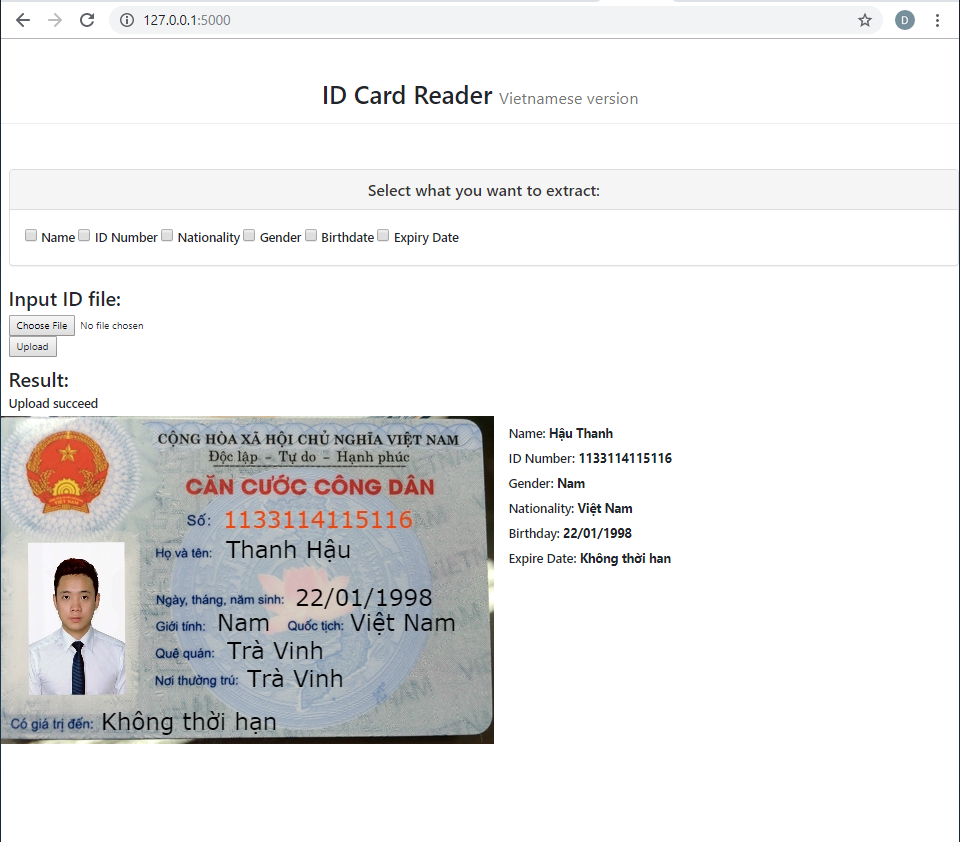 127.0.0.1:5000
D
ID Card Reader Vietnamese version
Select what you want to extract:
Name ID Number Nationality Gender Birthdate Expiry Date
Input ID file:
Choose File No file chosen
Upload
Result:
Upload succeed
CỘNG HÒA XÃ HỘI CHỦ NGHĨA VIỆT NAM
Độc lập - Tự do - Hạnh phúc
CĂN CƯỚC CÔNG DÂN
Số: 1133114115116
Họ và tên: Thanh Hậu
Ngày, tháng, năm sinh: 22/01/1998
Giới tính: Nam Quốc tịch: Việt Nam
Quê quán: Trà Vinh
Nơi thường trú: Trà Vinh
Có giá trị đến: Không thời hạn
Name: Hậu Thanh
ID Number: 1133114115116
Gender: Nam
Nationality: Việt Nam
Birthday: 22/01/1998
Expire Date: Không thời han